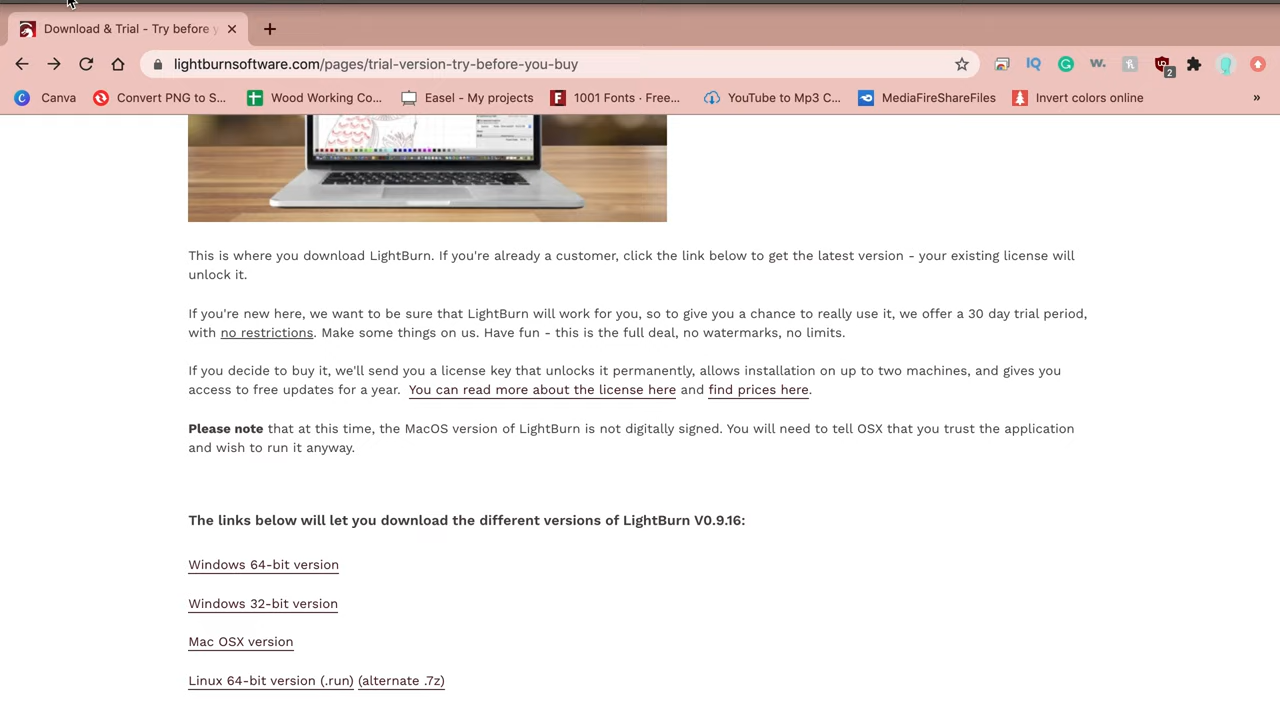 Download & Trial - Try before y
lightburnsoftware.com/pages/trial-version-try-before-you-buy
IQ
w.
2
Canva
Convert PNG to S...
Wood Working Co...
Easel - My projects
1001 Fonts · Free...
YouTube to Mp3 C...
MediaFireShareFiles
Invert colors online
»
This is where you download LightBurn. If you're already a customer, click the link below to get the latest version - your existing license will
unlock it.
If you're new here, we want to be sure that LightBurn will work for you, so to give you a chance to really use it, we offer a 30 day trial period,
with no restrictions. Make some things on us. Have fun - this is the full deal, no watermarks, no limits.
If you decide to buy it, we'll send you a license key that unlocks it permanently, allows installation on up to two machines, and gives you
access to free updates for a year. You can read more about the license here and find prices here.
Please note that at this time, the MacOS version of LightBurn is not digitally signed. You will need to tell OSX that you trust the application
and wish to run it anyway.
The links below will let you download the different versions of LightBurn V0.9.16:
Windows 64-bit version
Windows 32-bit version
Mac OSX version
Linux 64-bit version (.run) (alternate .7z)